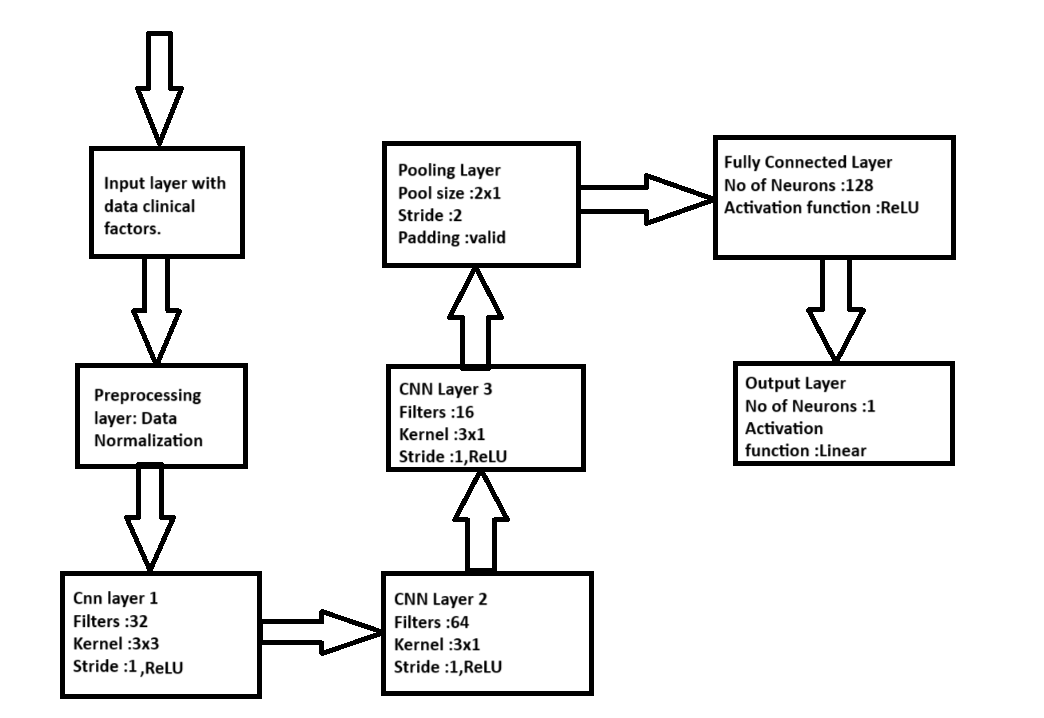 Input layer with
data clinical
factors.
Preprocessing
layer: Data
Normalization
Cnn layer 1
Filters :32
Kernel :3x3
Stride :1 ,ReLU
CNN Layer 2
Filters :64
Kernel :3x1
Stride :1,ReLU
CNN Layer 3
Filters :16
Kernel :3x1
Stride :1,ReLU
Pooling Layer
Pool size :2x1
Stride :2
Padding :valid
Fully Connected Layer
No of Neurons :128
Activation function :ReLU
Output Layer
No of Neurons :1
Activation
function :Linear